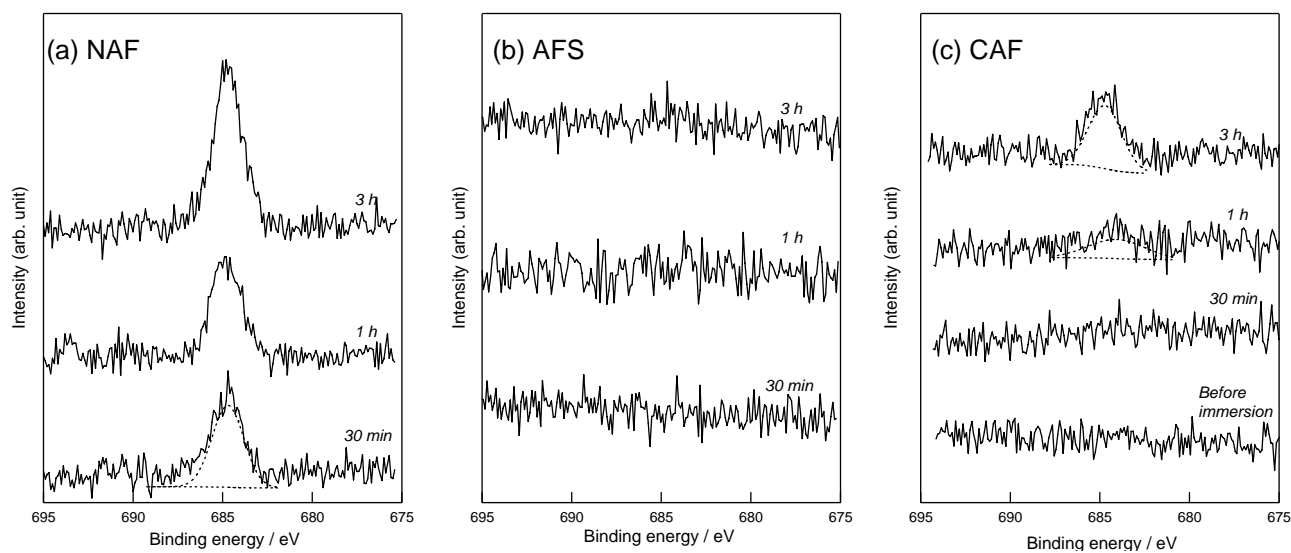 (a) NAF
3 h
1 h
30 min
Intensity (arb. unit)
695 690 685 680 675
Binding energy / eV
(b) AFS
3 h
1 h
30 min
Intensity (arb. unit)
695 690 685 680 675
Binding energy / eV
(c) CAF
3 h
1 h
30 min
Before
immersion
Intensity (arb. unit)
695 690 685 680 675
Binding energy / eV